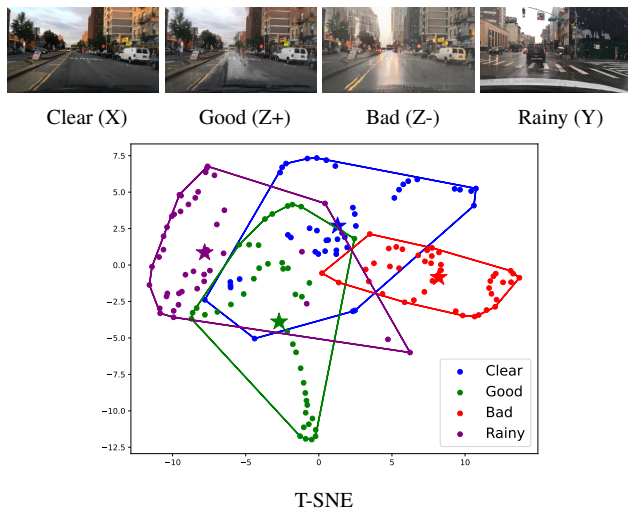 Clear (X) Good (Z+) Bad (Z-) Rainy (Y)
7.5
5.0
2.5
0.0
−2.5
−5.0
−7.5
−10.0
−12.5
−10 −5 0 5 10
Clear
Good
Bad
Rainy
T-SNE